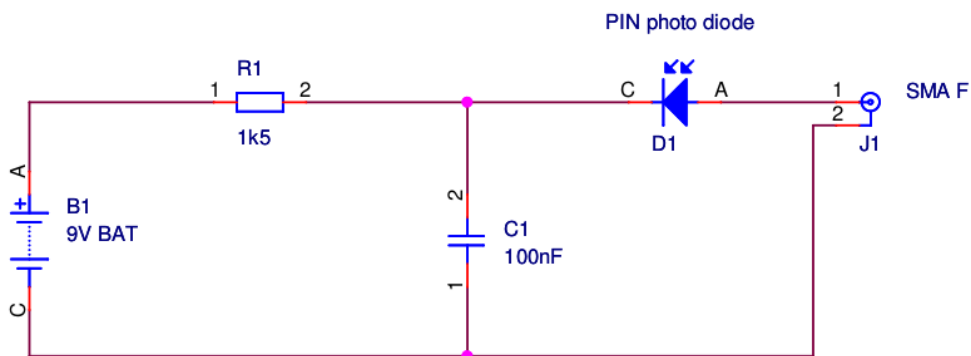 PIN photo diode
R1
1
2
1k5
C
A
D1
1
2
SMA F
J1
A
+
B1
9V BAT
C
2
C1
100nF
1